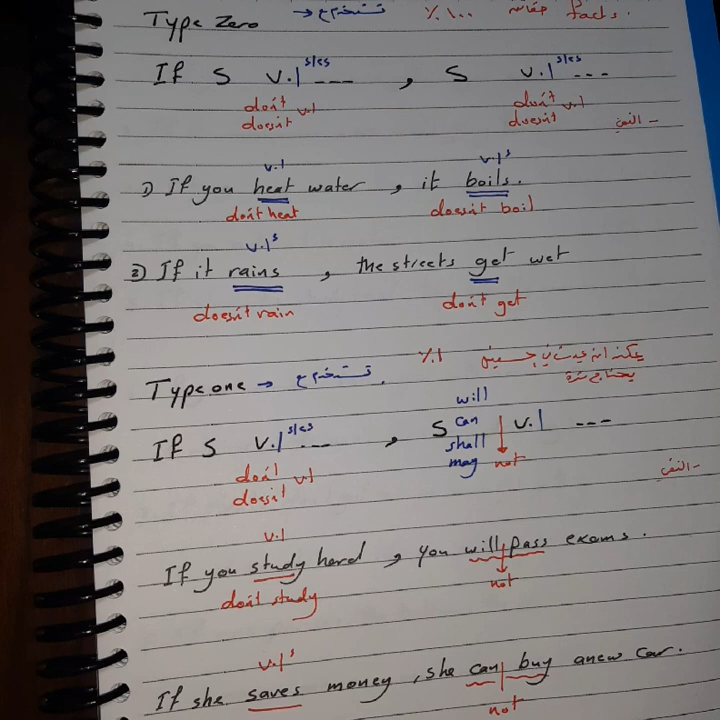 Type Zero → تستخدم ع ٪١٠٠ حقائق facts.
If S v.1 s/es --- , S v.1 s/es ---
don't doesn't v.1 don't doesn't v.1 - النفي
v.1 v.1s
1) If you heat water , it boils.
don't heat doesn't boil
v.1s
2) If it rains , the streets get wet
doesn't rain don't get
Type one → تستخدم ع ٪١
يحتاج
If S v.1 s/es --- , S will can shall may not v.1 ---
don't doesn't v.1 - النفي
v.1
If you study hard , you will pass exams.
don't study not
v.1s
If she saves money , she can buy anew car.
not